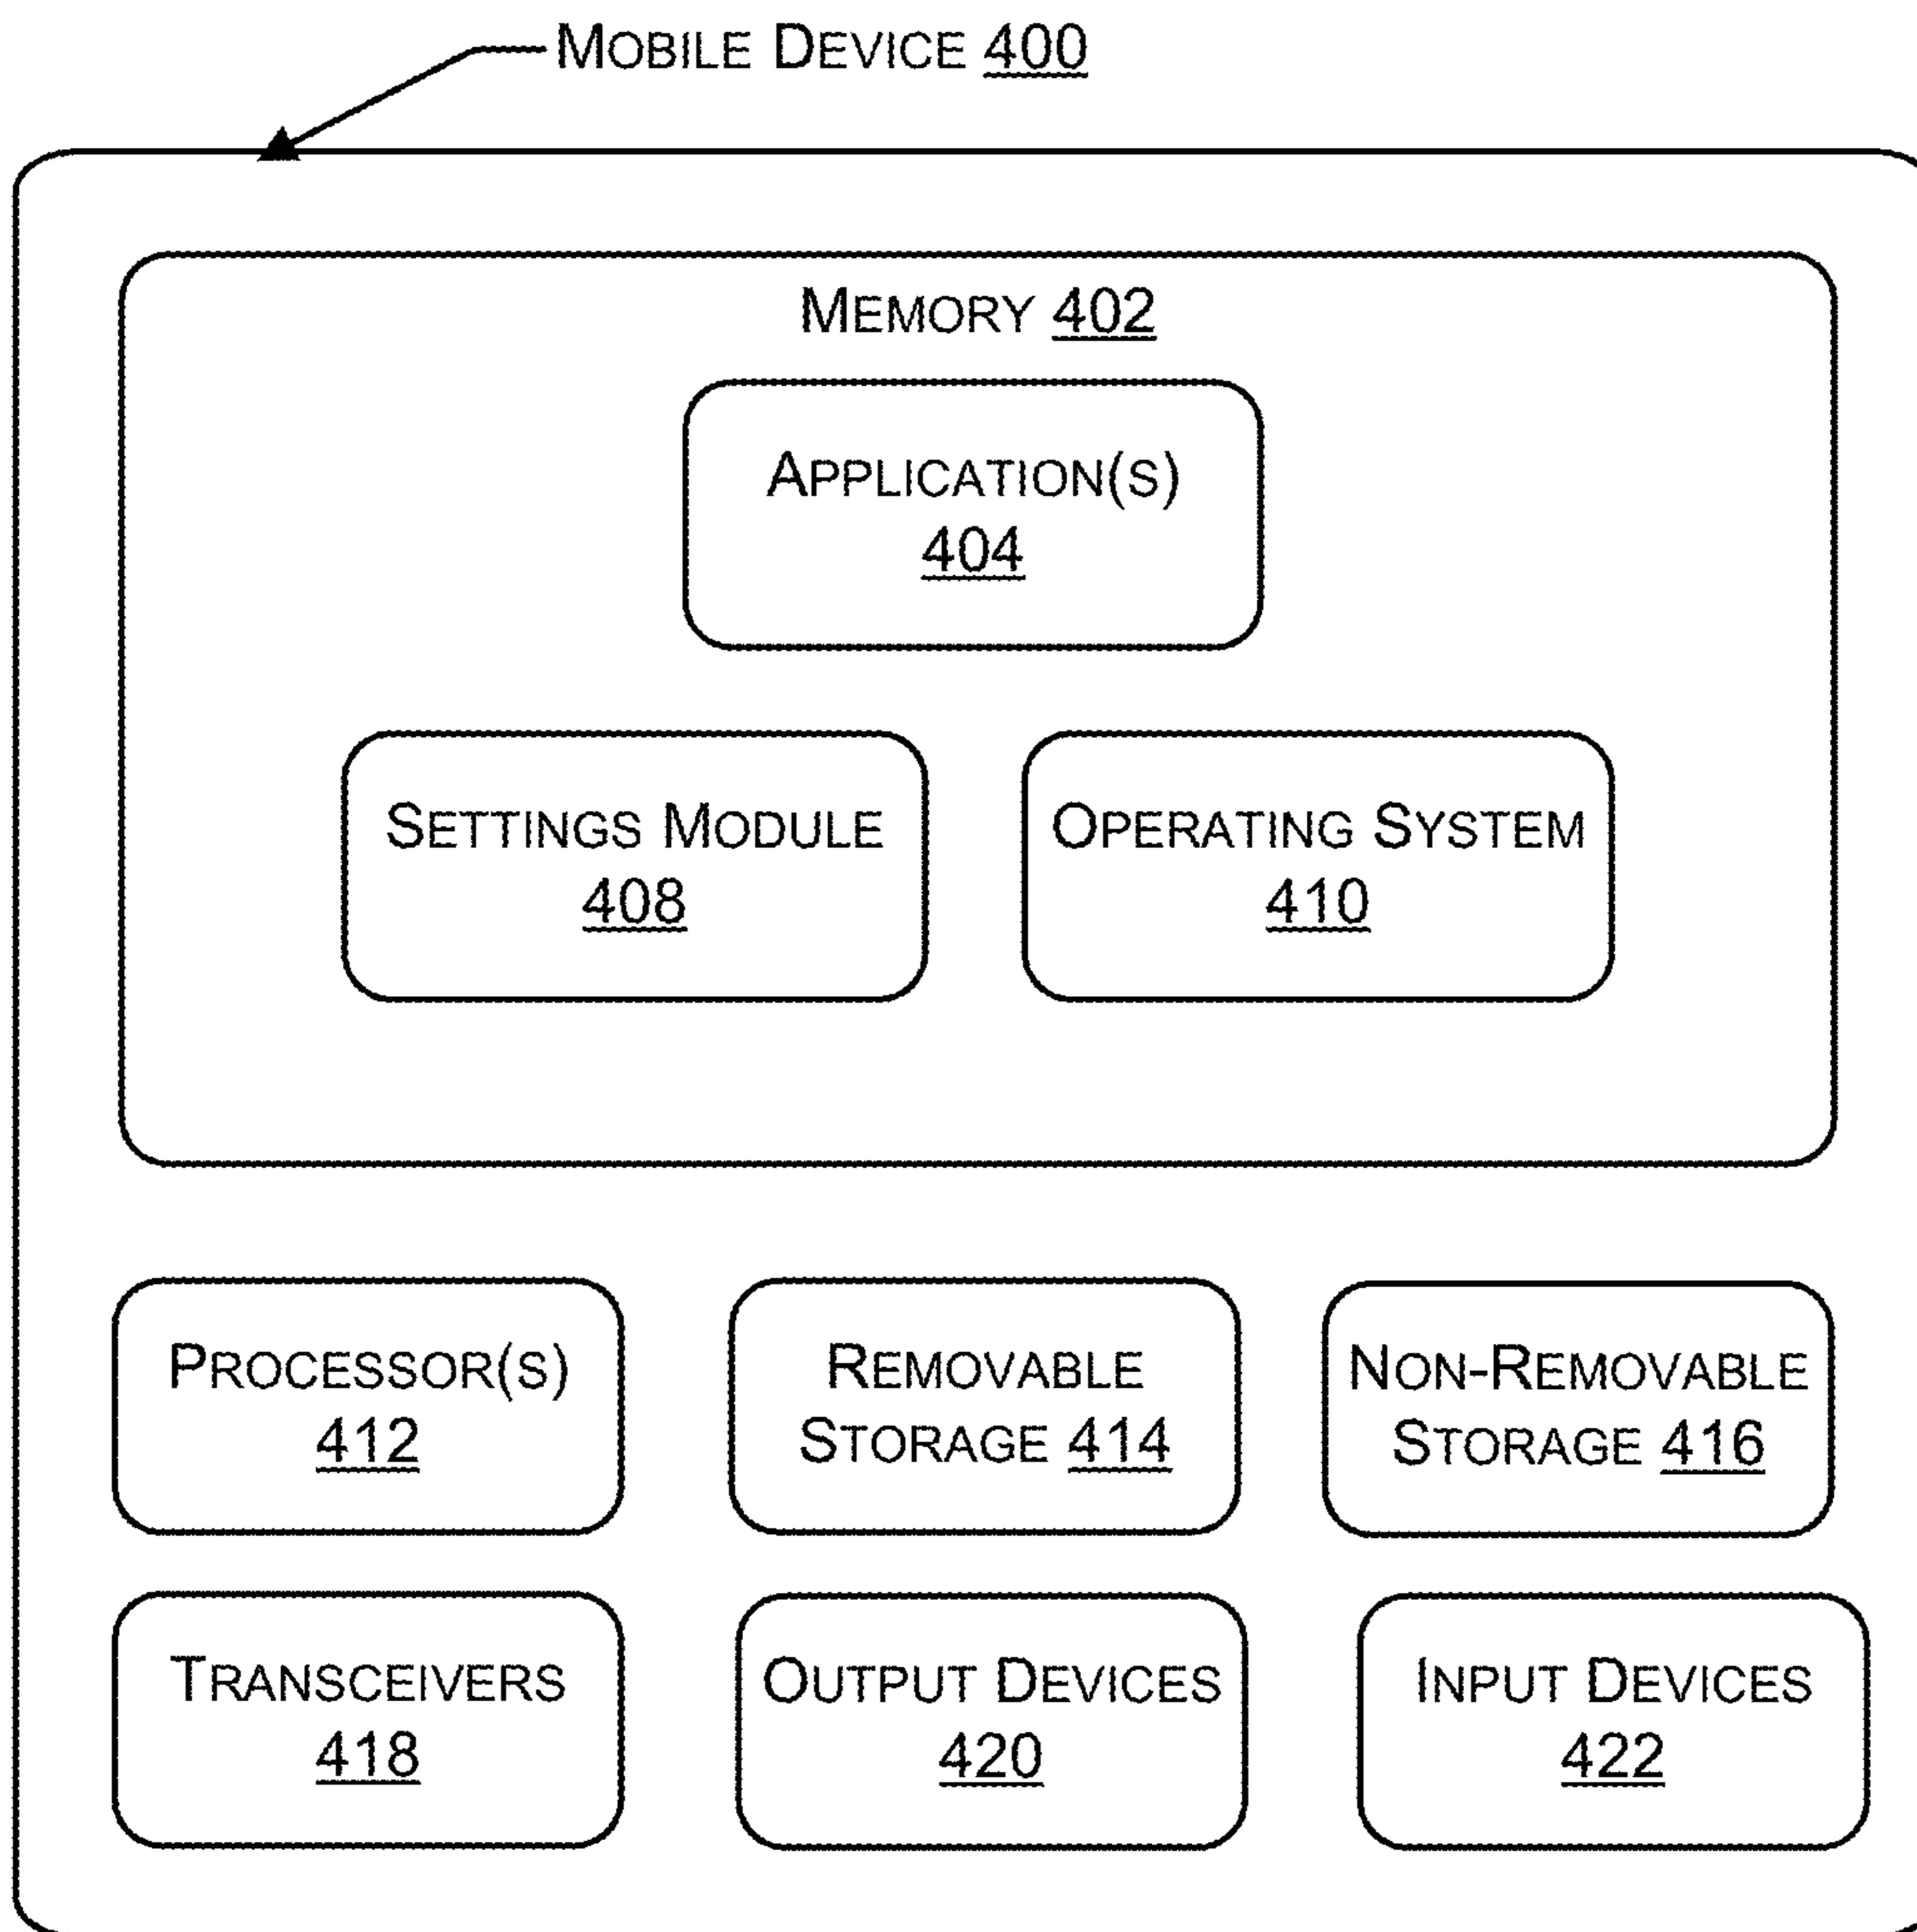 MOBILE DEVICE 400
MEMORY 402
APPLICATION(S)
404
SETTINGS MODULE
408
OPERATING SYSTEM
410
PROCESSOR(S)
412
REMOVABLE
STORAGE 414
NON-REMOVABLE
STORAGE 416
TRANSCEIVERS
418
OUTPUT DEVICES
420
INPUT DEVICES
422